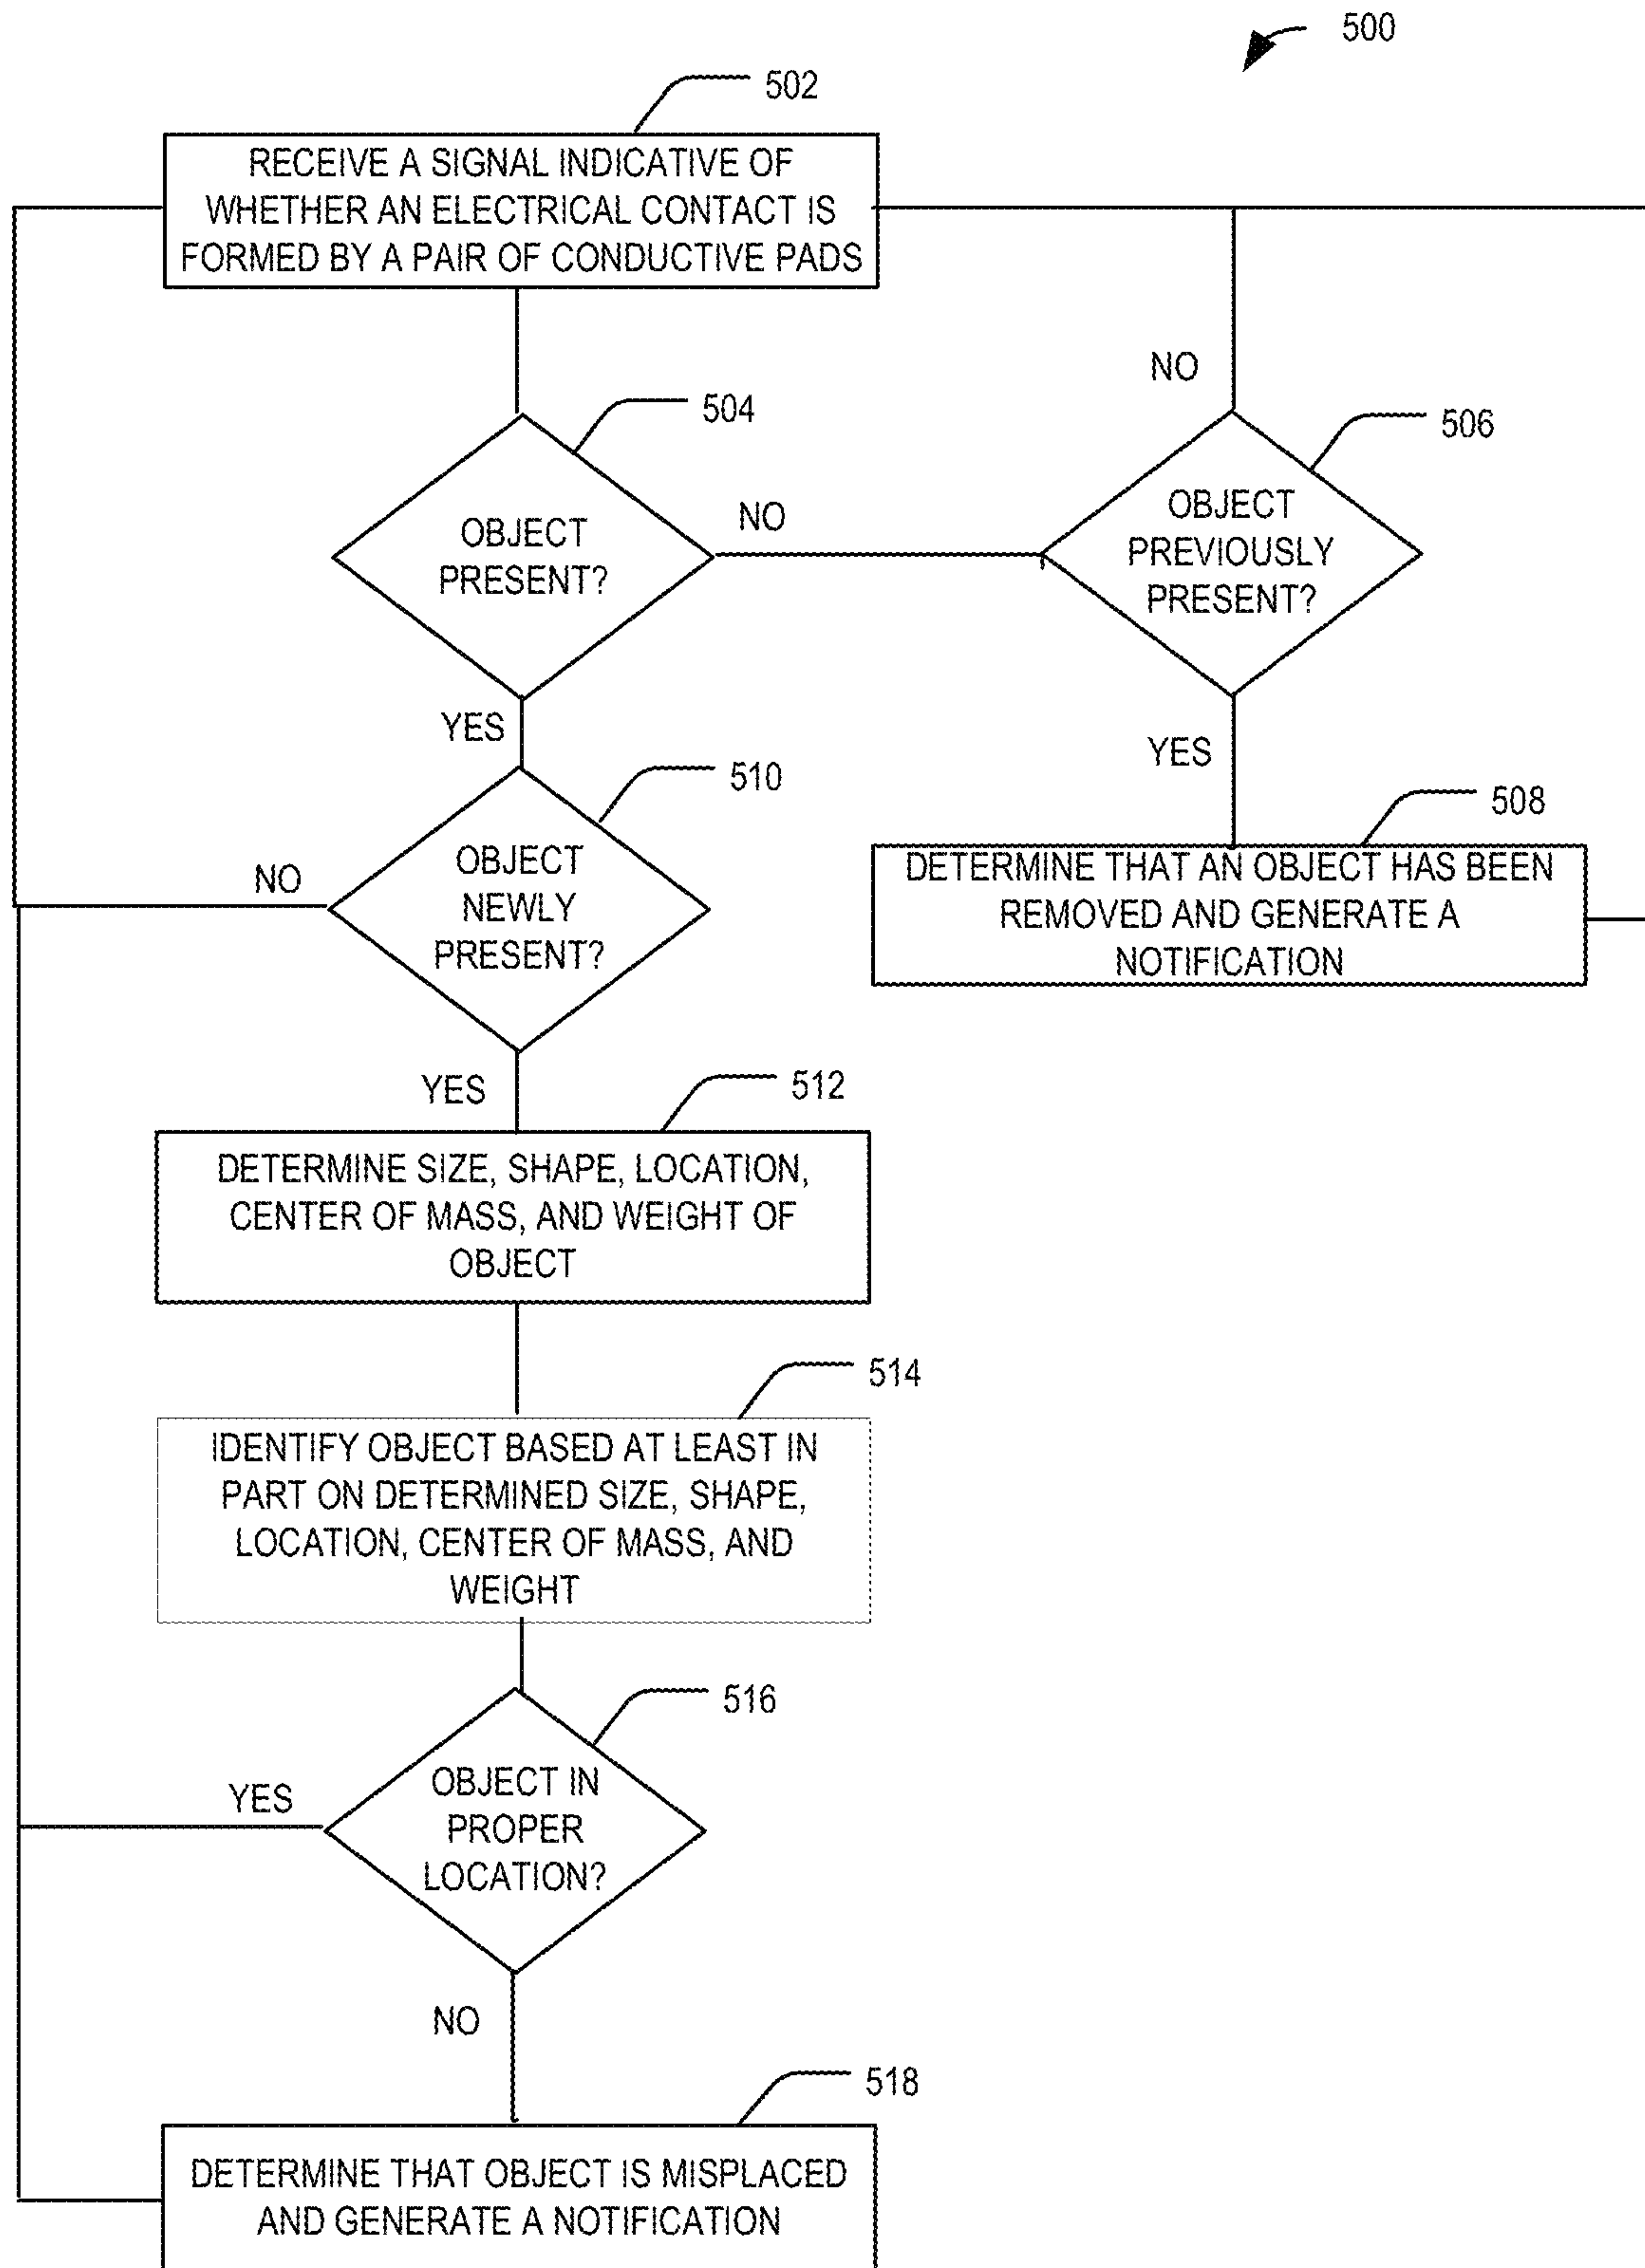 500
502
RECEIVE A SIGNAL INDICATIVE OF
WHETHER AN ELECTRICAL CONTACT IS
FORMED BY A PAIR OF CONDUCTIVE PADS
NO
504
506
OBJECT
PRESENT?
NO
OBJECT
PREVIOUSLY
PRESENT?
YES
YES
510
508
OBJECT
NEWLY
PRESENT?
NO
DETERMINE THAT AN OBJECT HAS BEEN
REMOVED AND GENERATE A
NOTIFICATION
YES
512
DETERMINE SIZE, SHAPE, LOCATION,
CENTER OF MASS, AND WEIGHT OF
OBJECT
514
IDENTIFY OBJECT BASED AT LEAST IN
PART ON DETERMINED SIZE, SHAPE,
LOCATION, CENTER OF MASS, AND
WEIGHT
516
YES
OBJECT IN
PROPER
LOCATION?
NO
518
DETERMINE THAT OBJECT IS MISPLACED
AND GENERATE A NOTIFICATION